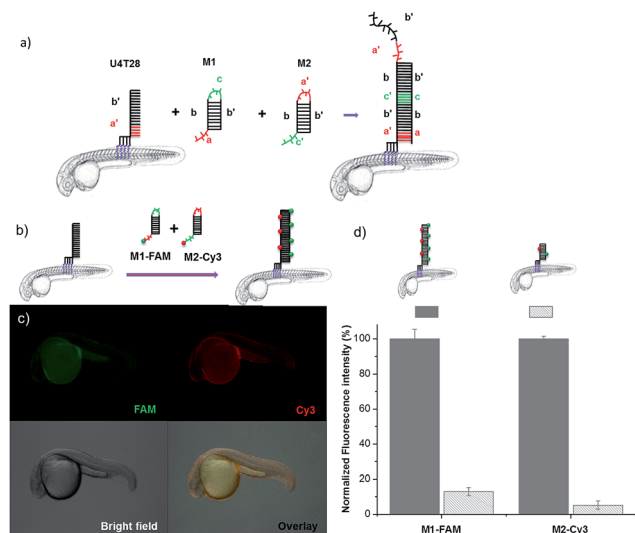 a)
U4T28
M1
M2
b'
a'
b
b'
a
c
+
b
b'
a'
c'
+
b'
a'
b
b'
c'
c
b'
b
a'
a
b)
M1-FAM
+
M2-Cy3
c)
FAM
Cy3
Bright field
Overlay
d)
Normalized Fluorescence intensity (%)
100
80
60
40
20
0
M1-FAM
M2-Cy3